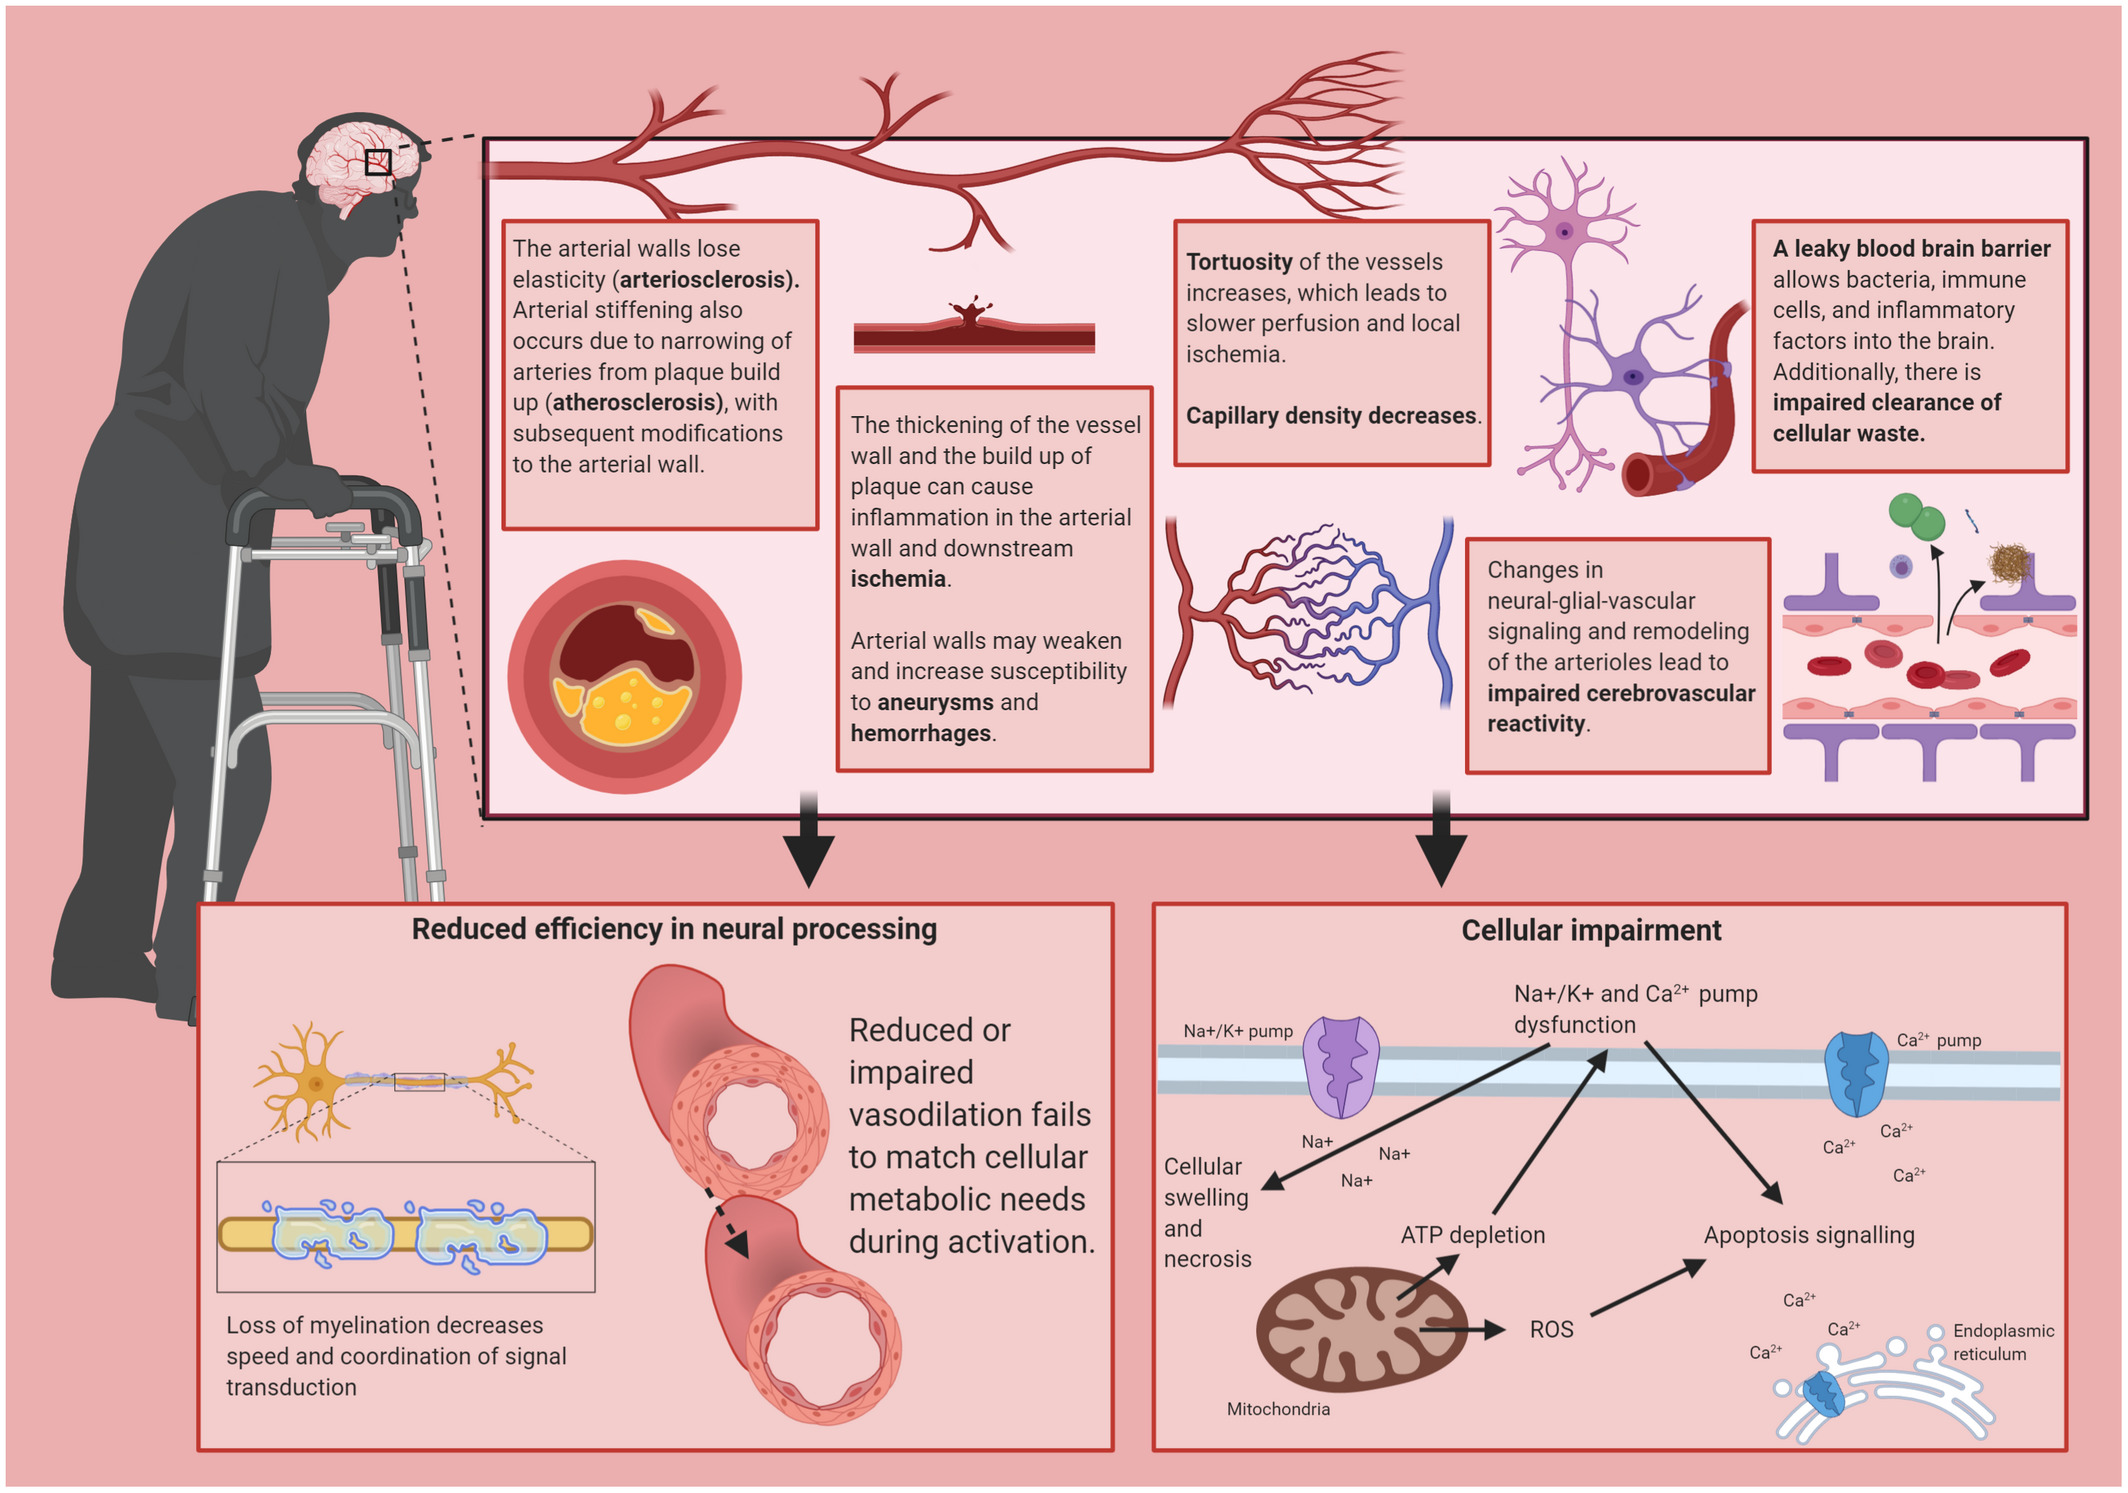 The arterial walls lose
elasticity (arteriosclerosis).
Arterial stiffening also
occurs due to narrowing of
arteries from plaque build
up (atherosclerosis), with
subsequent modifications
to the arterial wall.
The thickening of the vessel
wall and the build up of
plaque can cause
inflammation in the arterial
wall and downstream
ischemia.
Arterial walls may weaken
and increase susceptibility
to aneurysms and
hemorrhages.
Tortuosity of the vessels
increases, which leads to
slower perfusion and local
ischemia.
Capillary density decreases.
Changes in
neural-glial-vascular
signaling and remodeling
of the arterioles lead to
impaired cerebrovascular
reactivity.
A leaky blood brain barrier
allows bacteria, immune
cells, and inflammatory
factors into the brain.
Additionally, there is
impaired clearance of
cellular waste.
Reduced efficiency in neural processing
Loss of myelination decreases
speed and coordination of signal
transduction
Reduced or
impaired
vasodilation fails
to match cellular
metabolic needs
during activation.
Cellular impairment
Na+/K+ and Ca²⁺ pump
dysfunction
Na+/K+ pump
Ca²⁺ pump
Na+
Na+
Na+
Ca²⁺
Ca²⁺
Ca²⁺
Cellular
swelling
and
necrosis
ATP depletion
Apoptosis signalling
ROS
Mitochondria
Ca²⁺
Ca²⁺
Ca²⁺
Endoplasmic
reticulum